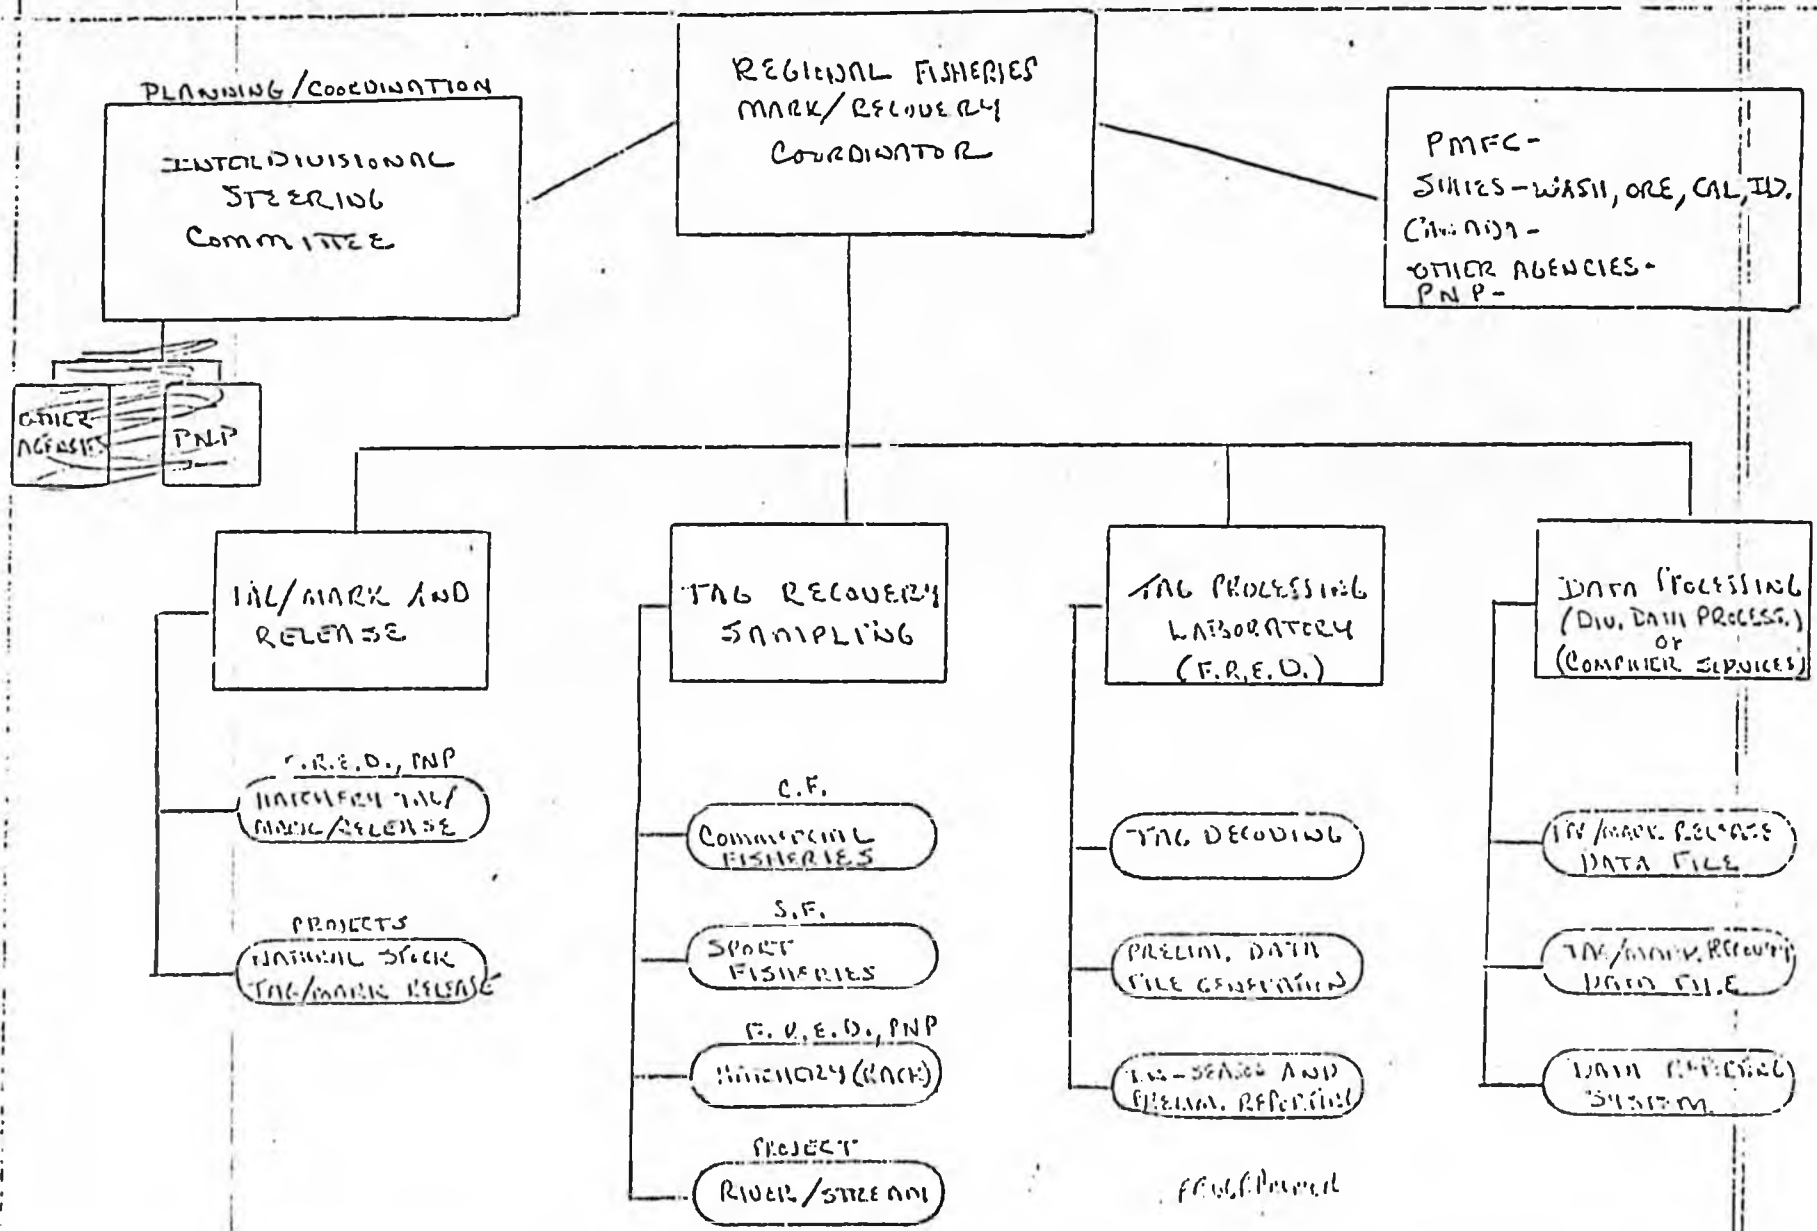 PLANNING/COORDINATION
INTERDIVISIONAL
STEERING
COMMITTEE
REGIONAL FISHERIES
MARK/RECOVERY
COORDINATOR
PMFC-
STATES-WASH, ORE, CAL, ID.
CANADA-
OTHER AGENCIES-
PNP-
OTHER
AGENCIES
PNP
TAG/MARK AND
RELEASE
TAG RECOVERY
SAMPLING
TAG PROCESSING
LABORATORY
(F.R.E.D.)
DATA PROCESSING
(DIV. DATA PROCESS.)
or
(COMPUTER SERVICES)
F.R.E.D., PNP
HATCHERY TAG/
MARK/RELEASE
PROJECTS
NATURAL STOCK
TAG/MARK RELEASE
C.F.
COMMERCIAL
FISHERIES
S.F.
SPORT
FISHERIES
F.R.E.D., PNP
HATCHERY (RACK)
PROJECT
RIVER/STREAM
TAG DECODING
PRELIM. DATA
FILE GENERATION
IN-SEASON AND
PRELIM. REPORTING
TAG/MARK RELEASE
DATA FILE
TAG/MARK RECOVERY
DATA FILE
DATA REPORTING
SYSTEM